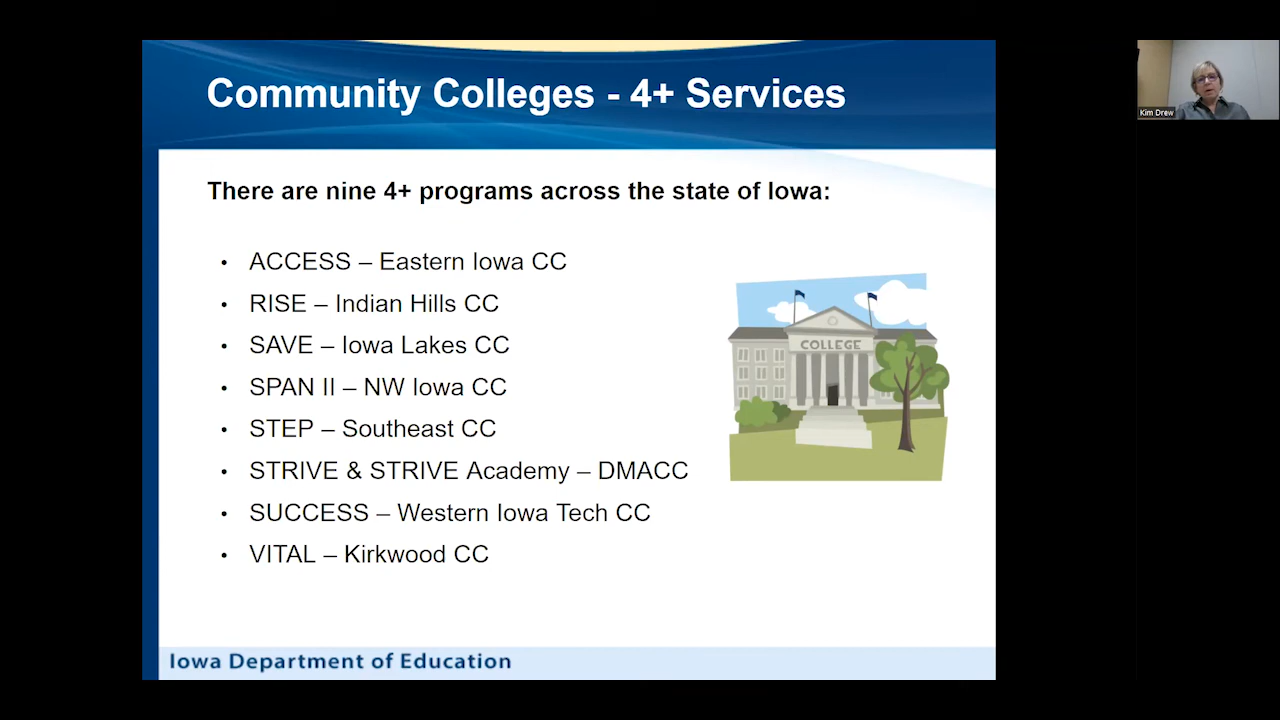 Community Colleges - 4+ Services
Kim Drew
There are nine 4+ programs across the state of Iowa:
• ACCESS – Eastern Iowa CC
• RISE – Indian Hills CC
• SAVE – Iowa Lakes CC
• SPAN II – NW Iowa CC
• STEP – Southeast CC
• STRIVE & STRIVE Academy – DMACC
• SUCCESS – Western Iowa Tech CC
• VITAL – Kirkwood CC
COLLEGE
Iowa Department of Education